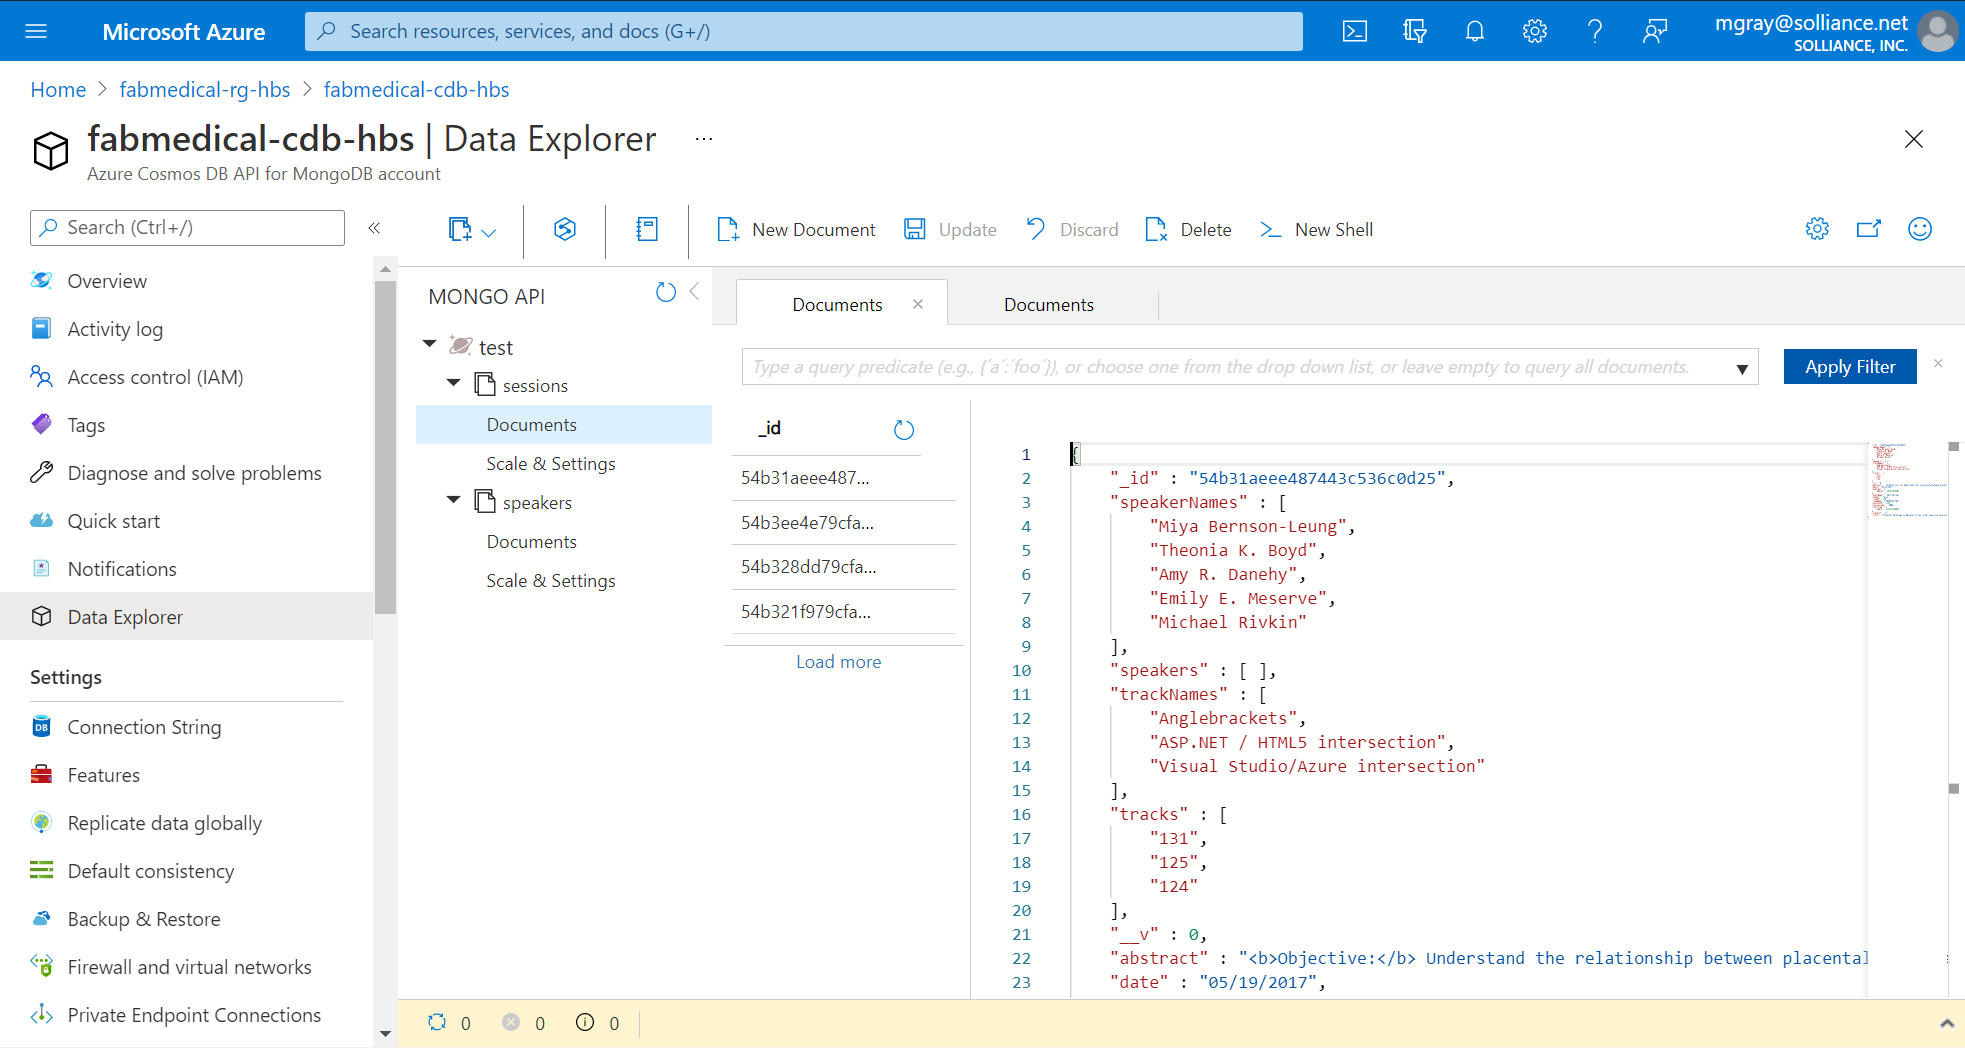 Microsoft Azure
Search resources, services, and docs (G+/)
mgray@solliance.net
SOLLIANCE, INC.
Home > fabmedical-rg-hbs > fabmedical-cdb-hbs
fabmedical-cdb-hbs | Data Explorer ...
Azure Cosmos DB API for MongoDB account
Search (Ctrl+/)
«
New Document
Update
Discard
Delete
New Shell
Overview
Activity log
Access control (IAM)
Tags
Diagnose and solve problems
Quick start
Notifications
Data Explorer
Settings
Connection String
Features
Replicate data globally
Default consistency
Backup & Restore
Firewall and virtual networks
Private Endpoint Connections
MONGO API
test
sessions
Documents
Scale & Settings
speakers
Documents
Scale & Settings
Documents
Documents
Type a query predicate (e.g., {´a´:´foo´}), or choose one from the drop down list, or leave empty to query all documents.
Apply Filter
_id
54b31aeee487...
54b3ee4e79cfa...
54b328dd79cfa...
54b321f979cfa...
Load more
1 {
2 "_id" : "54b31aeee487443c536c0d25",
3 "speakerNames" : [
4 "Miya Bernson-Leung",
5 "Theonia K. Boyd",
6 "Amy R. Danehy",
7 "Emily E. Meserve",
8 "Michael Rivkin"
9 ],
10 "speakers" : [ ],
11 "trackNames" : [
12 "Anglebrackets",
13 "ASP.NET / HTML5 intersection",
14 "Visual Studio/Azure intersection"
15 ],
16 "tracks" : [
17 "131",
18 "125",
19 "124"
20 ],
21 "__v" : 0,
22 "abstract" : "<b>Objective:</b> Understand the relationship between placental
23 "date" : "05/19/2017",
0 0 0